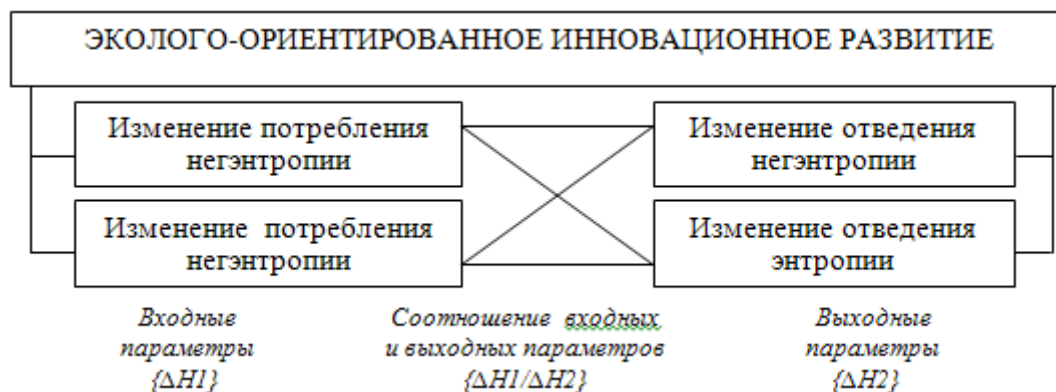 ЭКОЛОГО-ОРИЕНТИРОВАННОЕ ИННОВАЦИОННОЕ РАЗВИТИЕ
Изменение потребления
негэнтропии
Изменение отведения
негэнтропии
Изменение потребления
негэнтропии
Изменение отведения
энтропии
Входные
параметры
{ΔH1}
Соотношение входных
и выходных параметров
{ΔH1/ΔH2}
Выходные
параметры
{ΔH2}